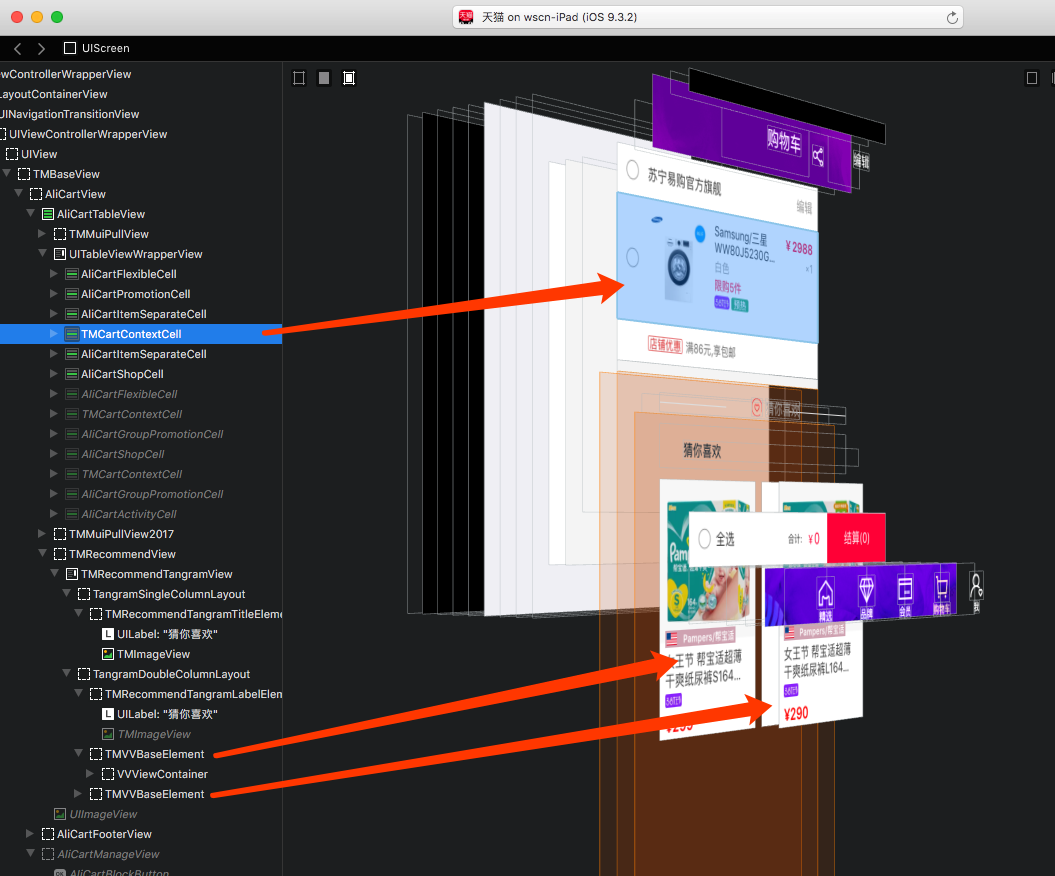 天猫 on wscn-iPad (iOS 9.3.2)
UIScreen
ewControllerWrapperView
LayoutContainerView
UINavigationTransitionView
UIViewControllerWrapperView
UIView
TMBaseView
AliCartView
AliCartTableView
TMMuiPullView
UITableViewWrapperView
AliCartFlexibleCell
AliCartPromotionCell
AliCartItemSeparateCell
TMCartContextCell
AliCartItemSeparateCell
AliCartShopCell
AliCartFlexibleCell
TMCartContextCell
AliCartGroupPromotionCell
AliCartShopCell
TMCartContextCell
AliCartGroupPromotionCell
AliCartActivityCell
TMMuiPullView2017
TMRecommendView
TMRecommendTangramView
TangramSingleColumnLayout
TMRecommendTangramTitleEleme
L UILabel: "猜你喜欢"
TMImageView
TangramDoubleColumnLayout
TMRecommendTangramLabelElen
L UILabel: "猜你喜欢"
TMImageView
TMVVBaseElement
VVViewContainer
TMVVBaseElement
UIImageView
AliCartFooterView
AliCartManageView
AliCartBlockButton
购物车
编辑
苏宁易购官方旗舰
编辑
Samsung/三星
WW80J5230G...
¥2988
×1
白色
限购5件
店铺优惠 满86元,享包邮
猜你喜欢
猜你喜欢
全选
合计: ¥0
结算(0)
精选
品牌
会员
购物车
我
Pampers/帮宝适
女王节 帮宝适超薄
干爽纸尿裤S164...
¥299
Pampers/帮宝适
女王节 帮宝适超薄
干爽纸尿裤L164...
¥290